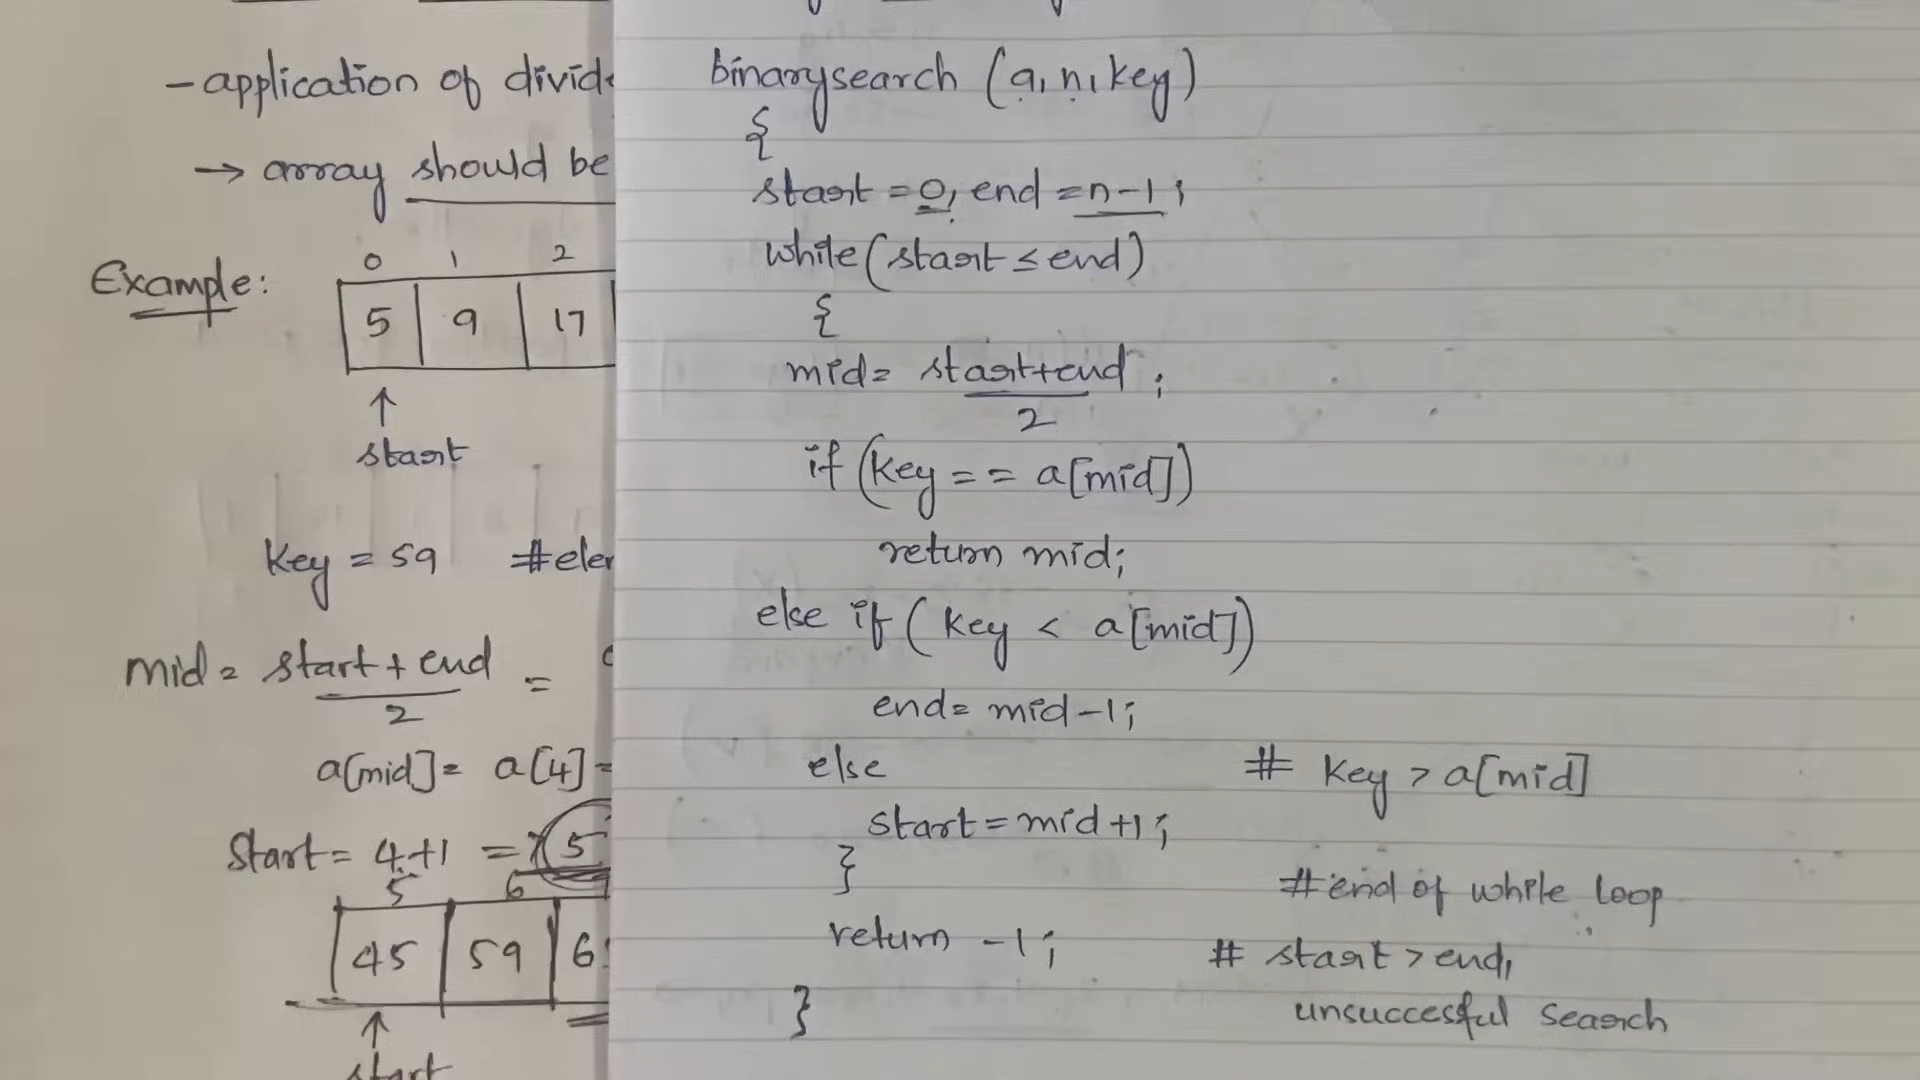 - application of divid
→ array should be
Example:
0 1 2
5 9 17
↑
start
key = 59 #ele
mid = start + end =
2
a[mid] = a[4] =
Start = 4+1 = 5
5 6
45 59 6
↑
start
binarysearch (a, n, key)
{
start = 0, end = n-1;
while (start ≤ end)
{
mid = start+end ;
2
if (key == a[mid])
return mid;
else if (key < a[mid])
end = mid-1;
else # key > a[mid]
start = mid+1;
}
#end of while loop
return -1; # start > end,
unsuccessful search
}